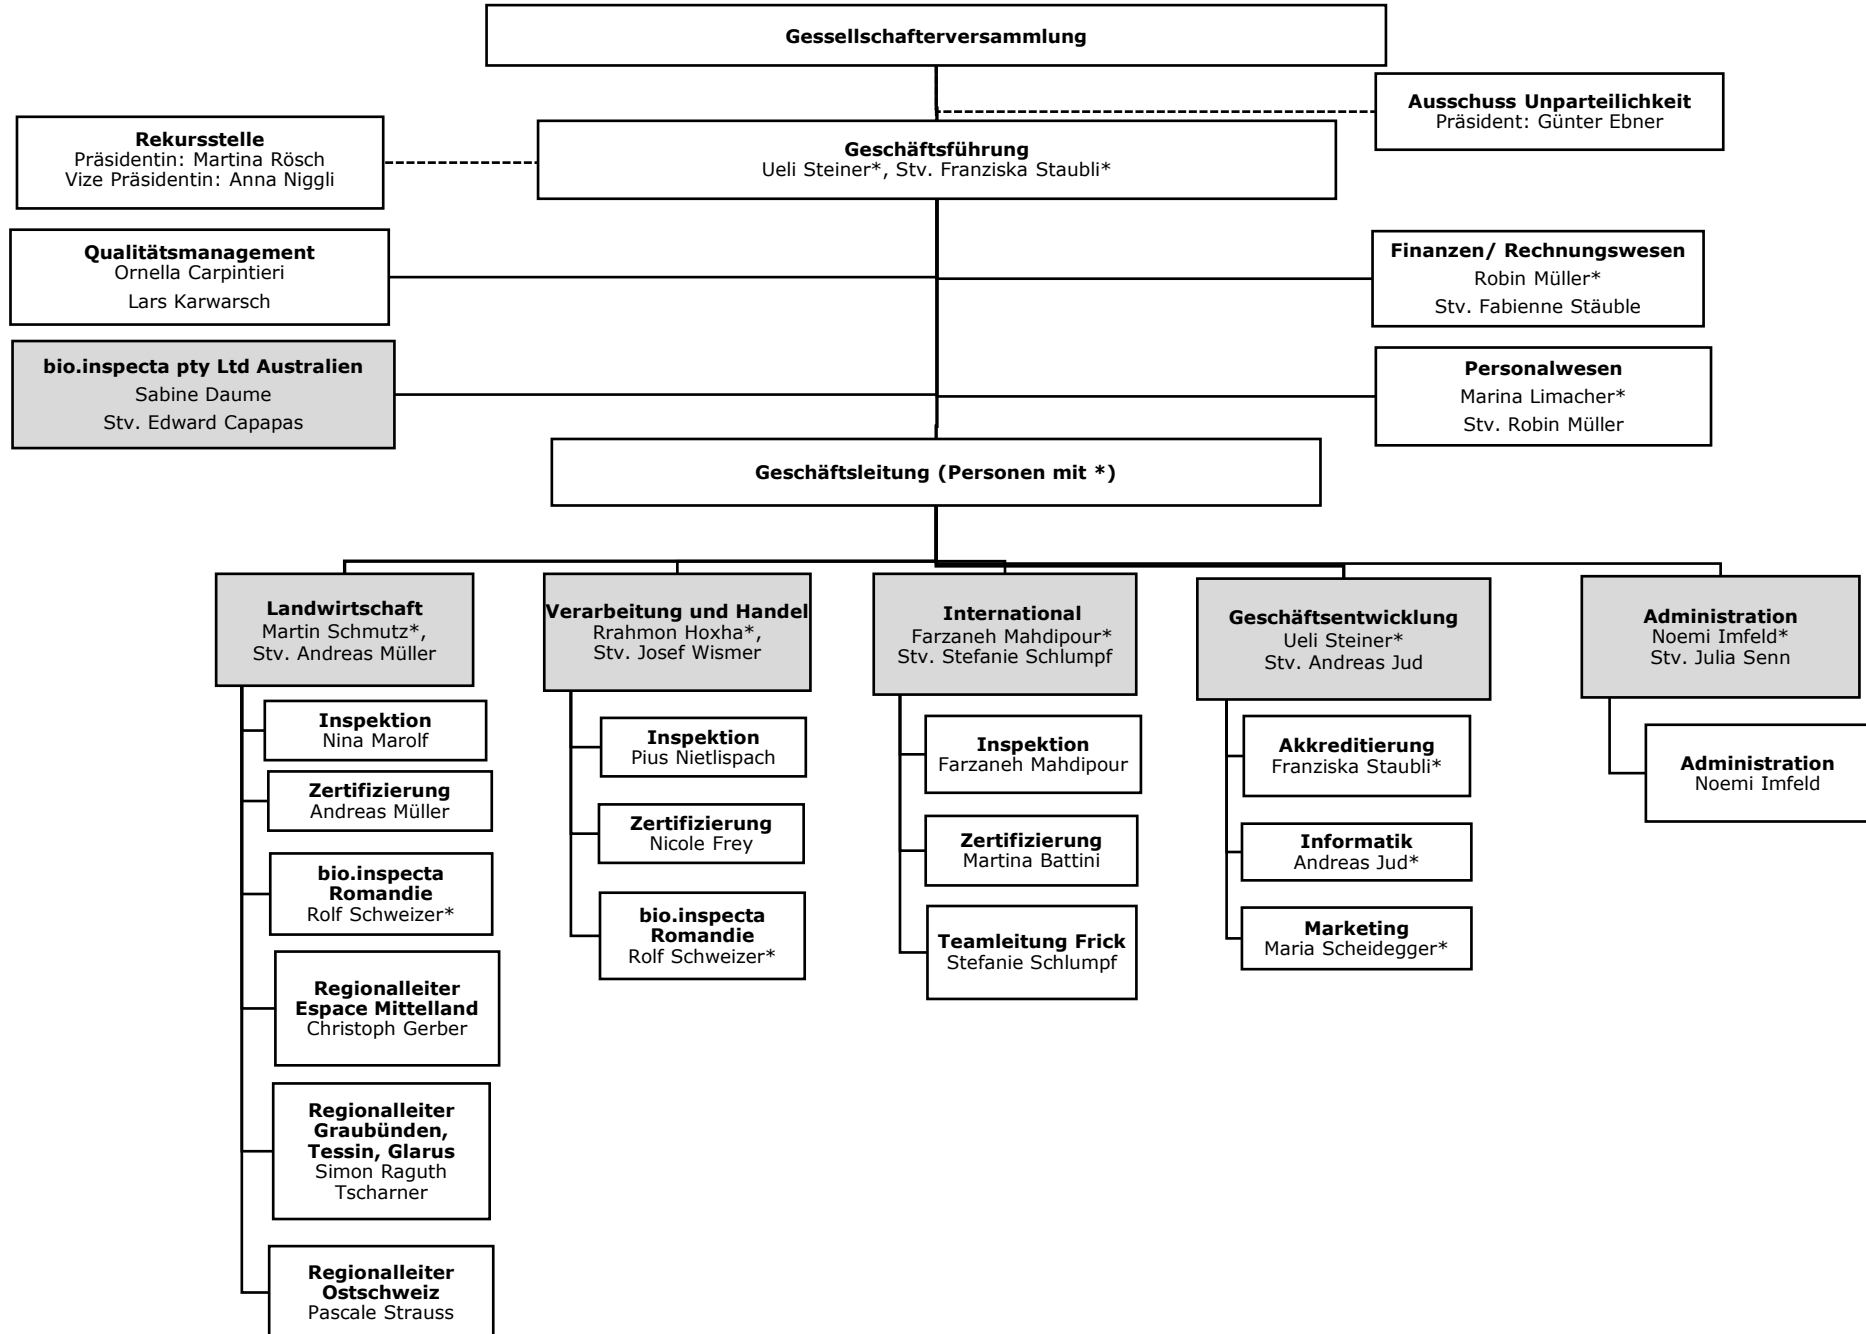 Gessellschafterversammlung
Ausschuss Unparteilichkeit
Präsident: Günter Ebner
Rekursstelle
Präsidentin: Martina Rösch
Vize Präsidentin: Anna Niggli
Geschäftsführung
Ueli Steiner*, Stv. Franziska Staubli*
Qualitätsmanagement
Ornella Carpintieri
Lars Karwarsch
Finanzen/ Rechnungswesen
Robin Müller*
Stv. Fabienne Stäuble
bio.inspecta pty Ltd Australien
Sabine Daume
Stv. Edward Capapas
Personalwesen
Marina Limacher*
Stv. Robin Müller
Geschäftsleitung (Personen mit *)
Landwirtschaft
Martin Schmutz*,
Stv. Andreas Müller
Inspektion
Nina Marolf
Zertifizierung
Andreas Müller
bio.inspecta
Romandie
Rolf Schweizer*
Regionalleiter
Espace Mittelland
Christoph Gerber
Regionalleiter
Graubünden,
Tessin, Glarus
Simon Raguth
Tscharner
Regionalleiter
Ostschweiz
Pascale Strauss
Verarbeitung und Handel
Rrahmon Hoxha*,
Stv. Josef Wismer
Inspektion
Pius Nietlispach
Zertifizierung
Nicole Frey
bio.inspecta
Romandie
Rolf Schweizer*
International
Farzaneh Mahdipour*
Stv. Stefanie Schlumpf
Inspektion
Farzaneh Mahdipour
Zertifizierung
Martina Battini
Teamleitung Frick
Stefanie Schlumpf
Geschäftsentwicklung
Ueli Steiner*
Stv. Andreas Jud
Akkreditierung
Franziska Staubli*
Informatik
Andreas Jud*
Marketing
Maria Scheidegger*
Administration
Noemi Imfeld*
Stv. Julia Senn
Administration
Noemi Imfeld